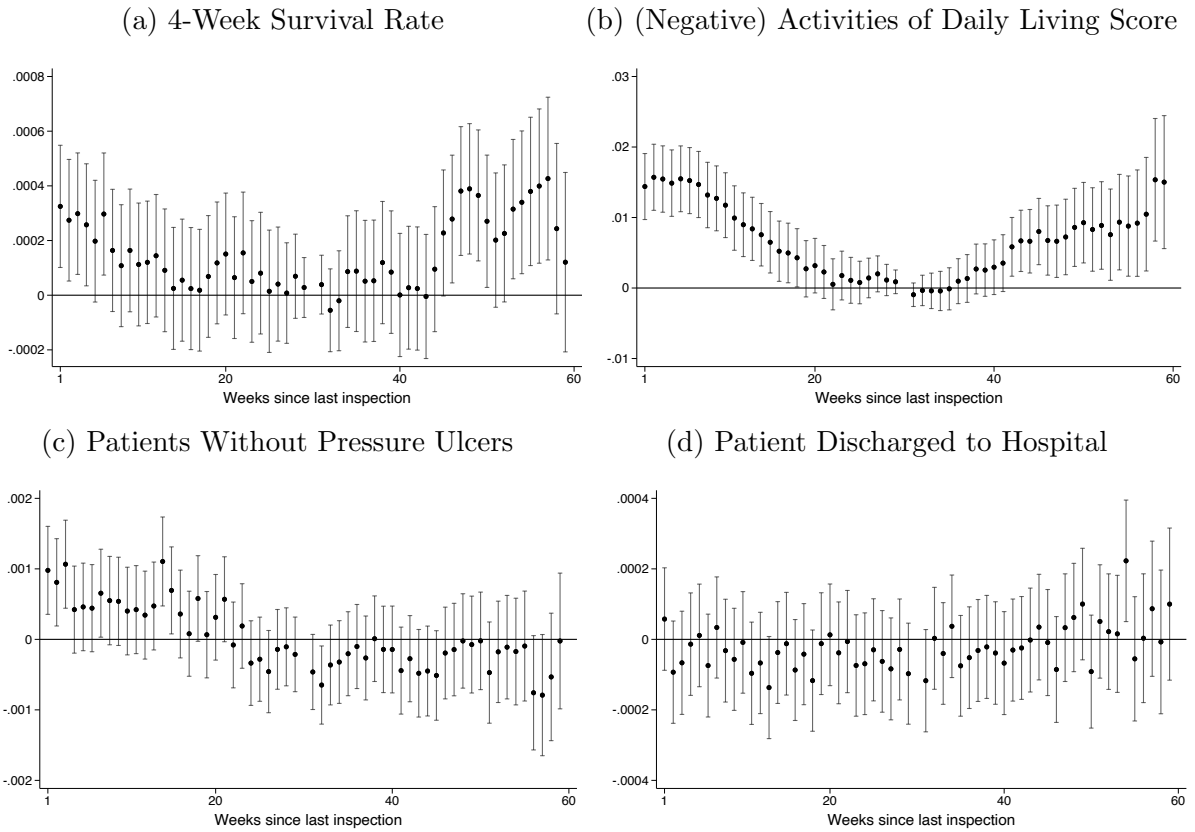 (a) 4-Week Survival Rate
.0008
.0006
.0004
.0002
0
-.0002
1 20 40 60
Weeks since last inspection
(b) (Negative) Activities of Daily Living Score
.03
.02
.01
0
-.01
1 20 40 60
Weeks since last inspection
(c) Patients Without Pressure Ulcers
.002
.001
0
-.001
-.002
1 20 40 60
Weeks since last inspection
(d) Patient Discharged to Hospital
.0004
.0002
0
-.0002
-.0004
1 20 40 60
Weeks since last inspection